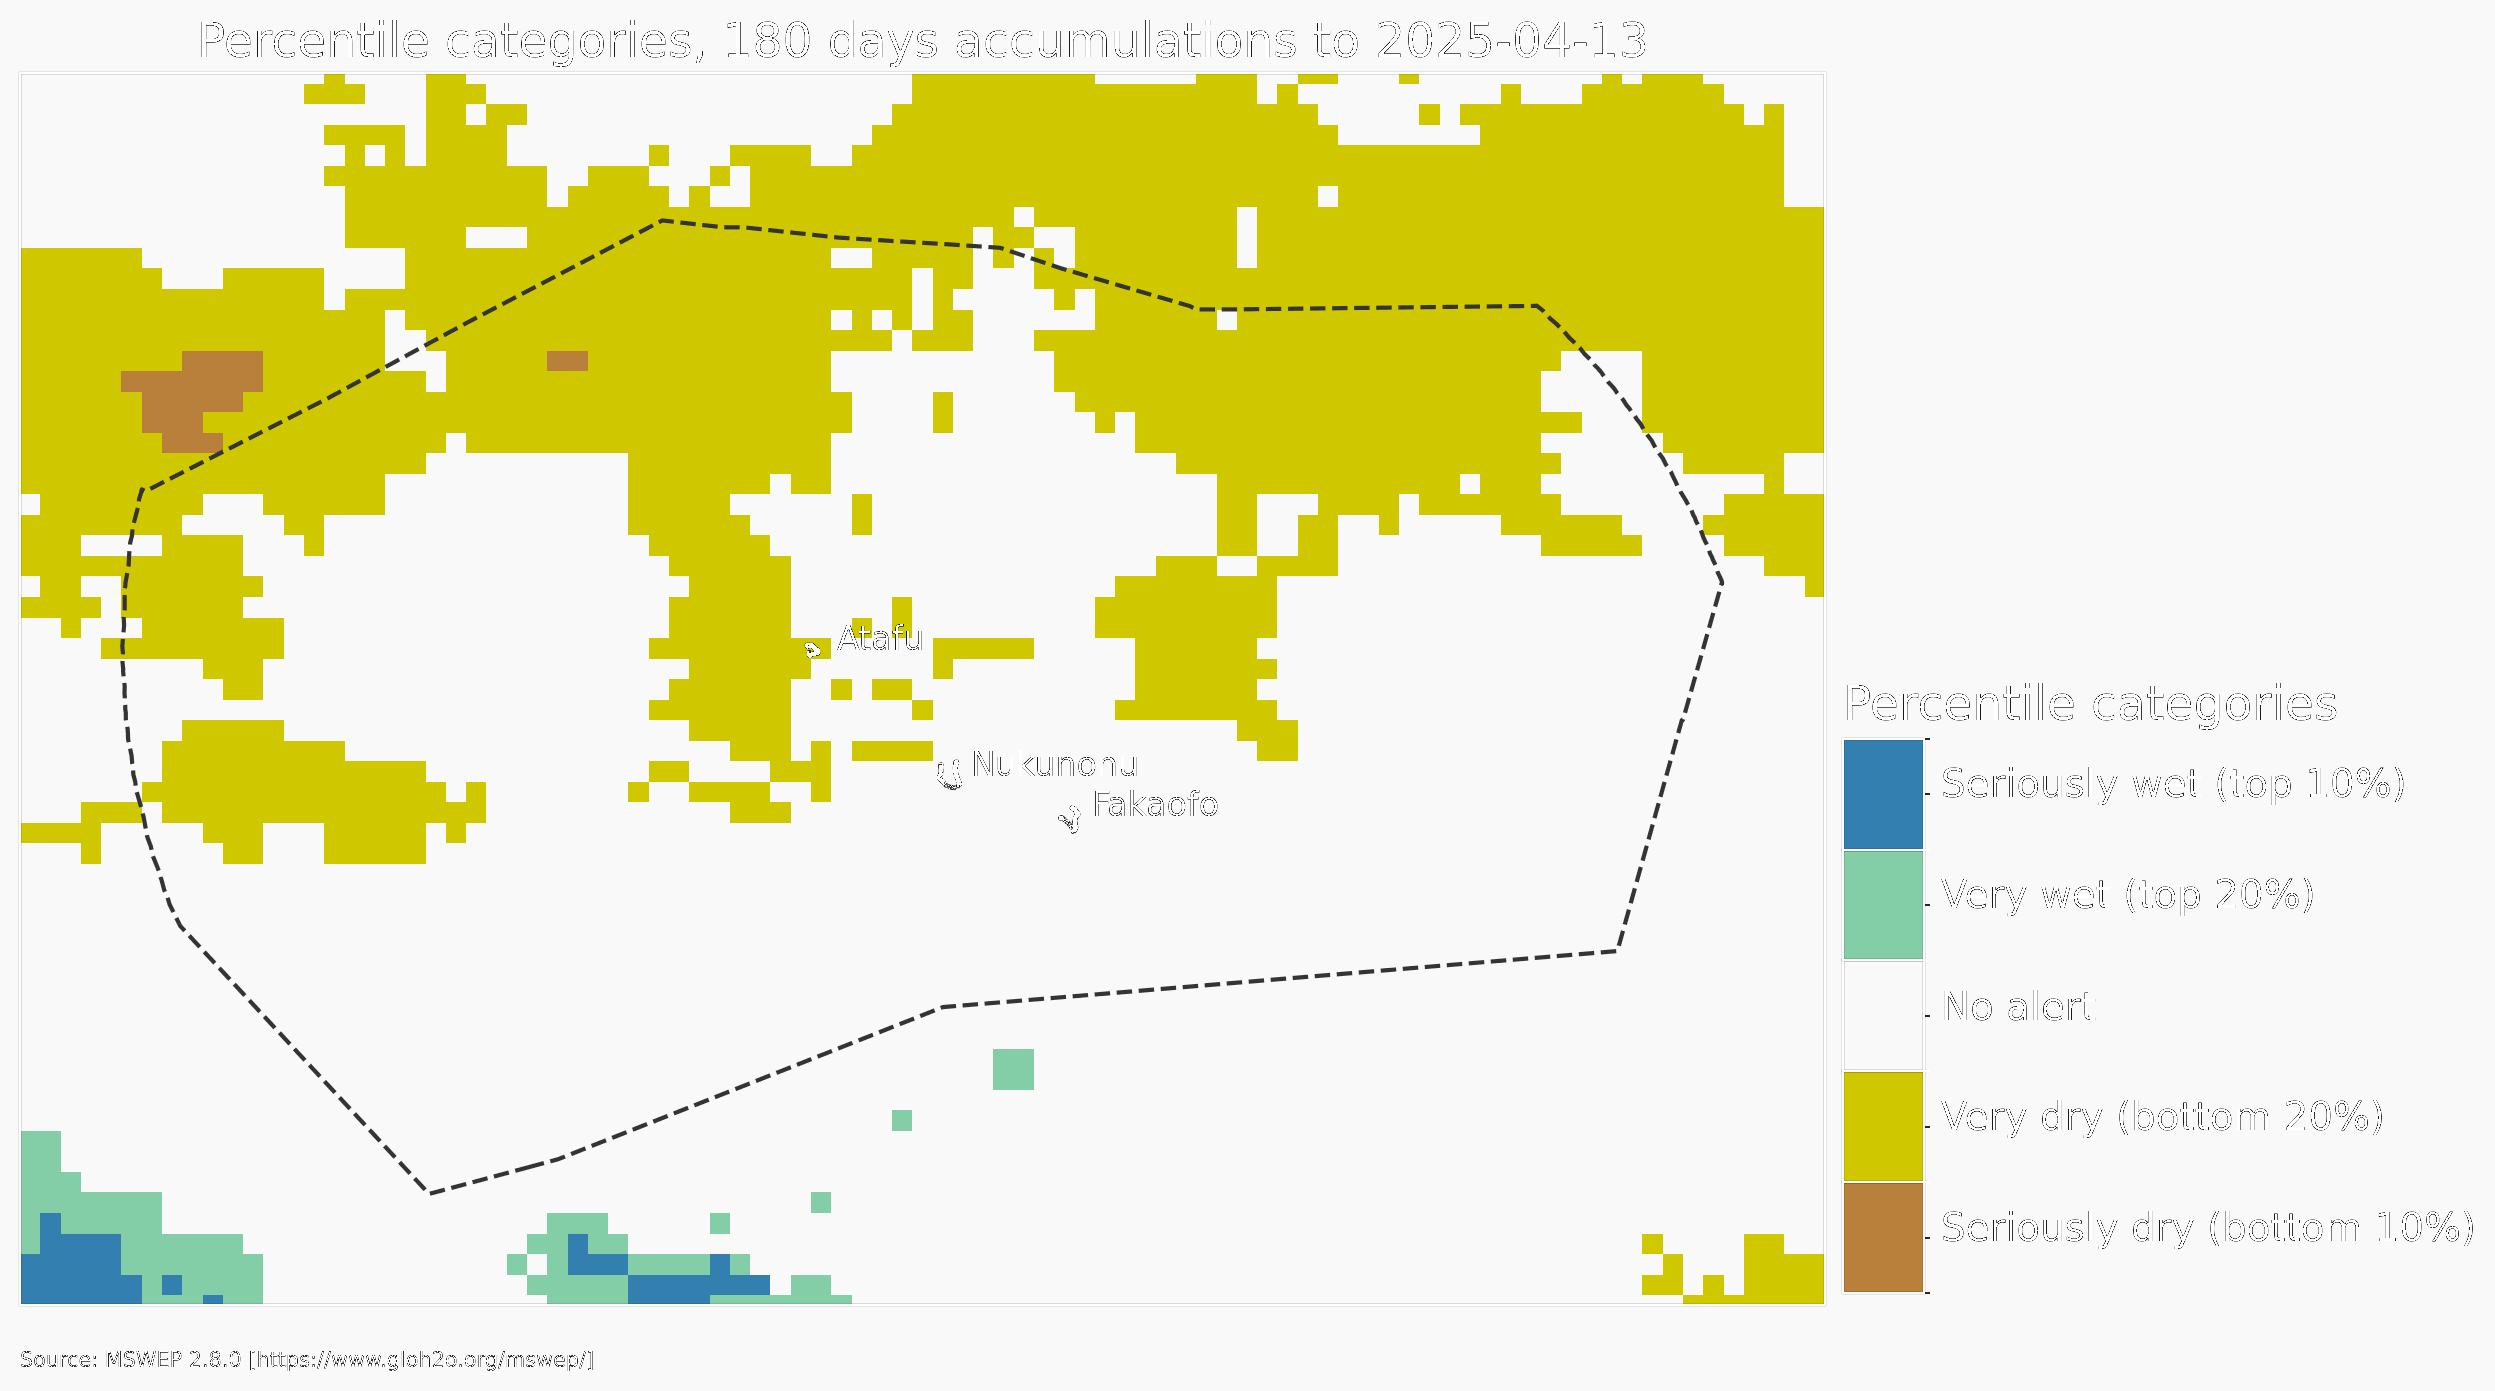 Percentile categories, 180 days accumulations to 2025-04-13
Atafu
Nukunonu
Fakaofo
Percentile categories
Seriously wet (top 10%)
Very wet (top 20%)
No alert
Very dry (bottom 20%)
Seriously dry (bottom 10%)
Source: MSWEP 2.8.0 [https://www.gloh2o.org/mswep/]